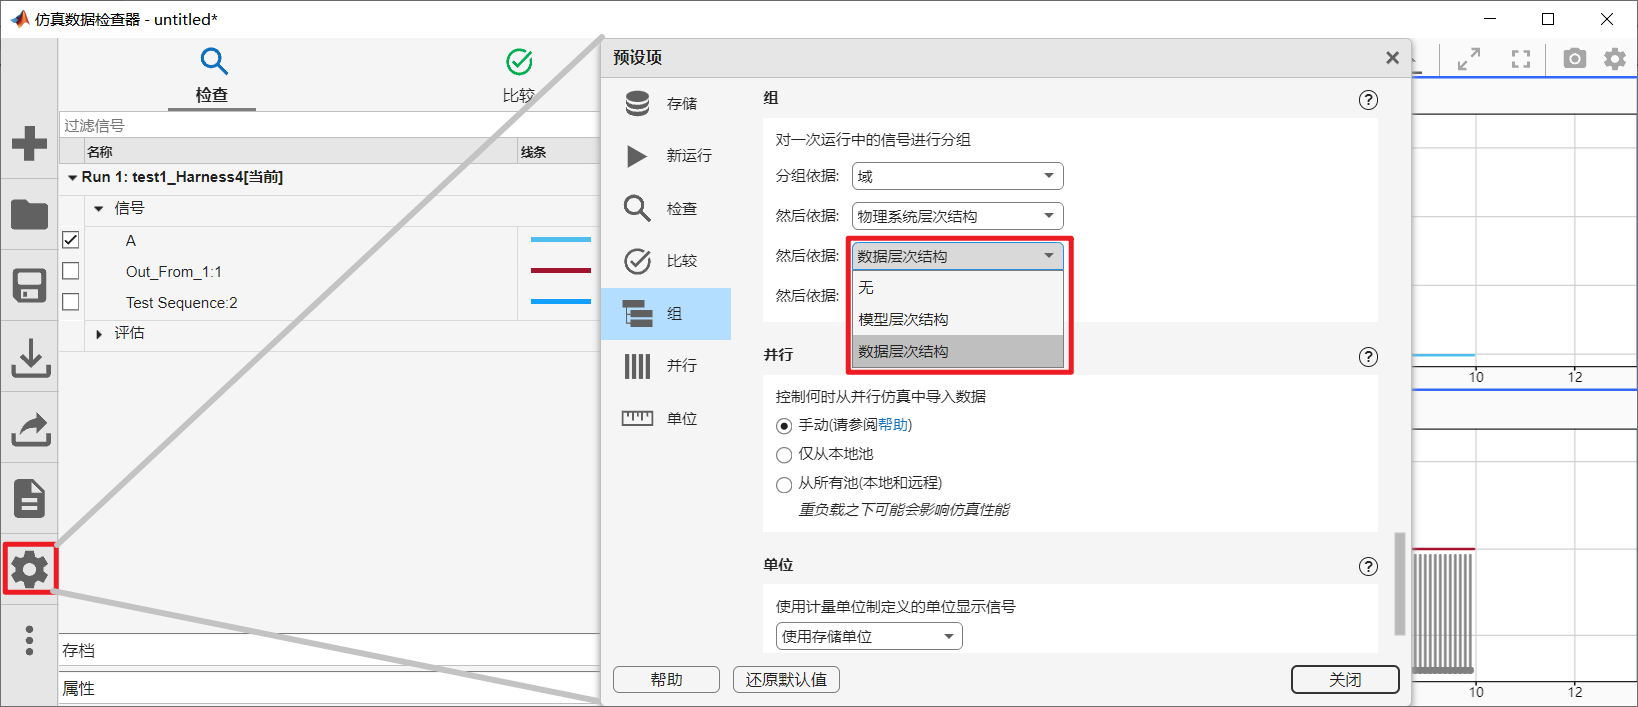 仿真数据检查器 - untitled*
检查
比较
过滤信号
名称
线条
Run 1: test1_Harness4[当前]
信号
A
Out_From_1:1
Test Sequence:2
评估
存档
属性
预设项
存储
新运行
检查
比较
组
并行
单位
组
对一次运行中的信号进行分组
分组依据: 域
然后依据: 物理系统层次结构
然后依据: 数据层次结构
无
模型层次结构
数据层次结构
然后依据:
并行
控制何时从并行仿真中导入数据
手动(请参阅帮助)
仅从本地池
从所有池(本地和远程)
重负载之下可能会影响仿真性能
单位
使用计量单位制定义的单位显示信号
使用存储单位
帮助
还原默认值
关闭
10 12
10 12